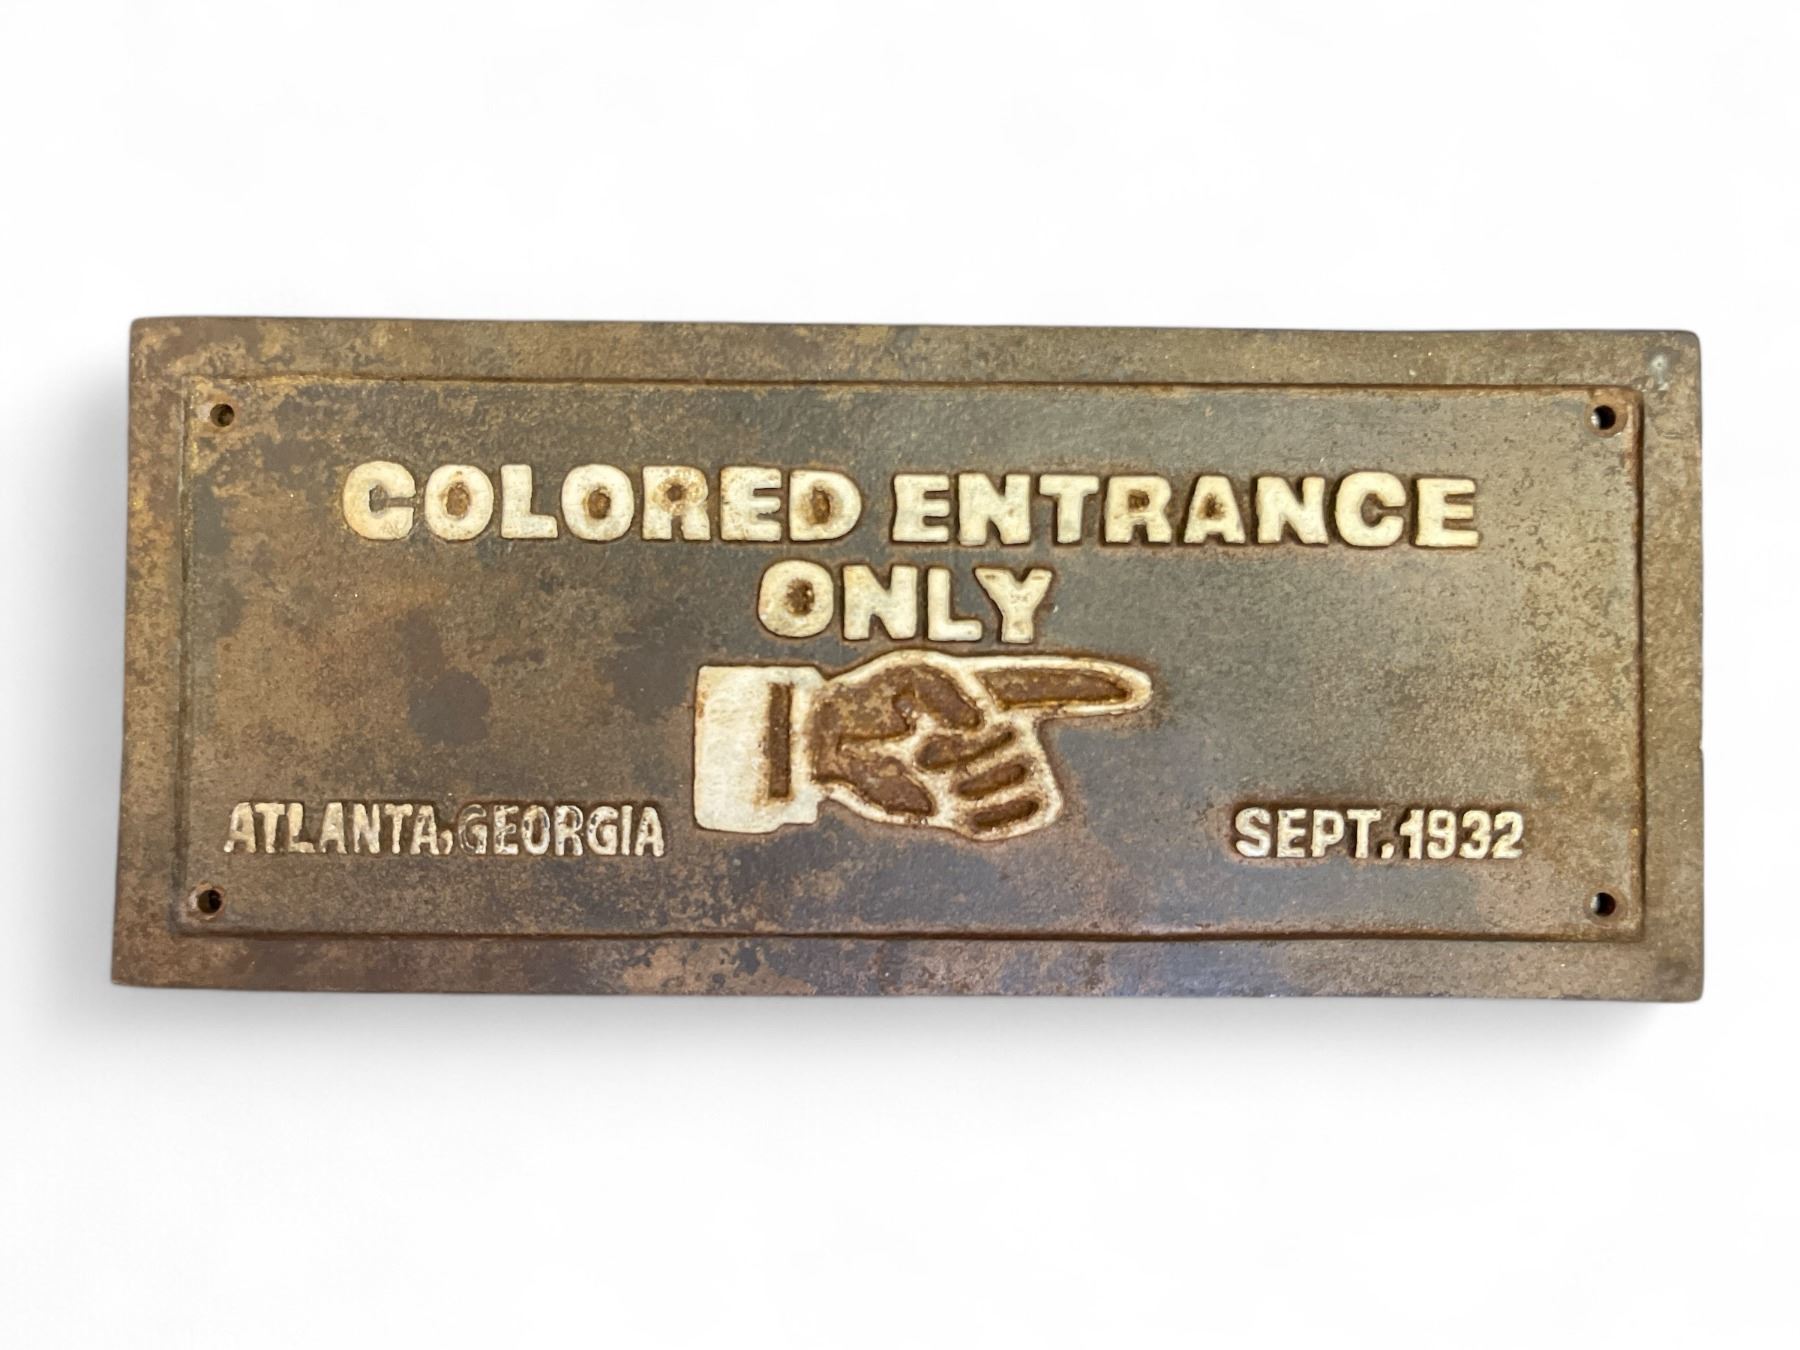 COLORED ENTRANCE
ONLY
ATLANTA, GEORGIA
SEPT. 1932